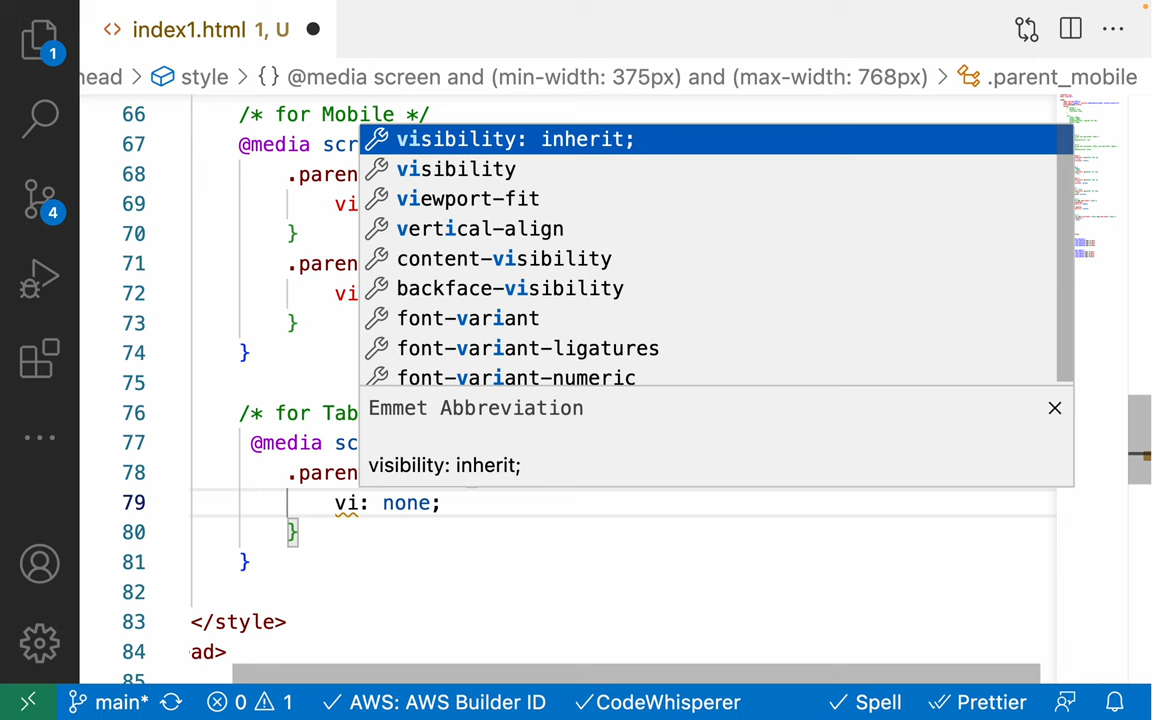 index1.html 1, U
ead > style > {} @media screen and (min-width: 375px) and (max-width: 768px) > .parent_mobile
66 /* for Mobile */
67 @media scr
68 .paren
69 vi
70 }
71 .paren
72 vi
73 }
74 }
75
76 /* for Tab
77 @media sc
78 .paren
79 vi: none;
80 }
81 }
82
83 </style>
84 ad>
85
visibility: inherit;
visibility
viewport-fit
vertical-align
content-visibility
backface-visibility
font-variant
font-variant-ligatures
font-variant-numeric
Emmet Abbreviation
visibility: inherit;
1
4
main* 0 1 AWS: AWS Builder ID CodeWhisperer Spell Prettier